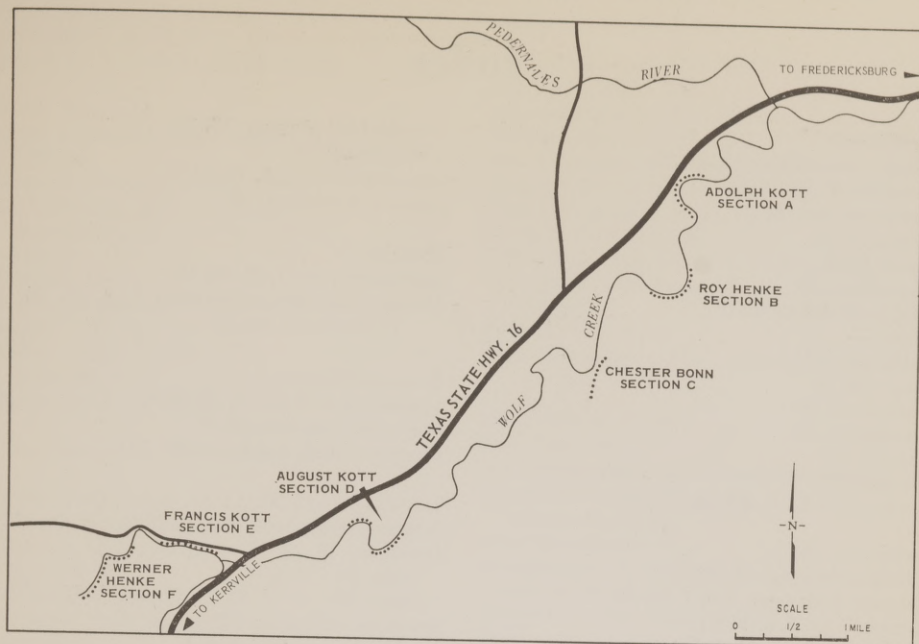 PEDERNALES
RIVER
TO FREDERICKSBURG
ADOLPH KOTT
SECTION A
ROY HENKE
SECTION B
CREEK
TEXAS STATE HWY. 16
CHESTER BONN
SECTION C
WOLF
AUGUST KOTT
SECTION D
FRANCIS KOTT
SECTION E
-N-
WERNER
HENKE
SECTION F
TO KERRVILLE
SCALE
0 1/2 1 MILE